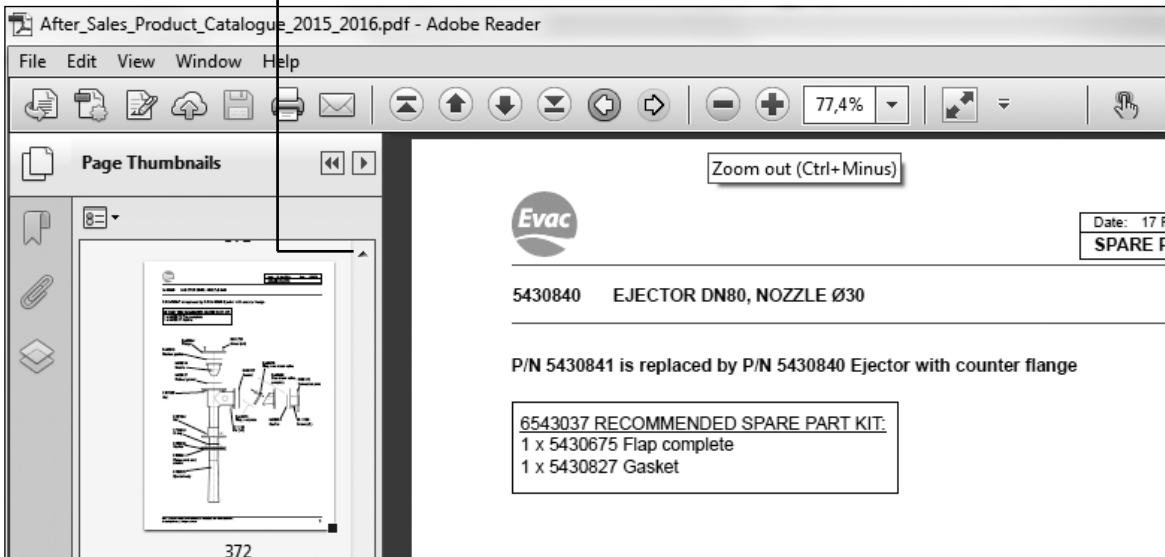 After_Sales_Product_Catalogue_2015_2016.pdf - Adobe Reader
File Edit View Window Help
77,4%
Page Thumbnails
Zoom out (Ctrl+Minus)
Evac
Date: 17 F
SPARE P
5430840 EJECTOR DN80, NOZZLE Ø30
P/N 5430841 is replaced by P/N 5430840 Ejector with counter flange
6543037 RECOMMENDED SPARE PART KIT:
1 x 5430675 Flap complete
1 x 5430827 Gasket
372